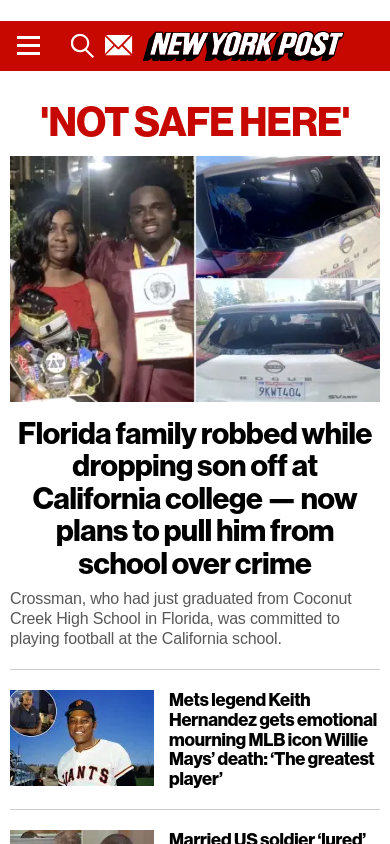 NEW YORK POST
'NOT SAFE HERE'
ROGUE
ROGUE
9KWT404
SV
Florida family robbed while
dropping son off at
California college — now
plans to pull him from
school over crime
Crossman, who had just graduated from Coconut
Creek High School in Florida, was committed to
playing football at the California school.
GIANTS
Mets legend Keith
Hernandez gets emotional
mourning MLB icon Willie
Mays’ death: ‘The greatest
player’
Married US soldier ‘lured’